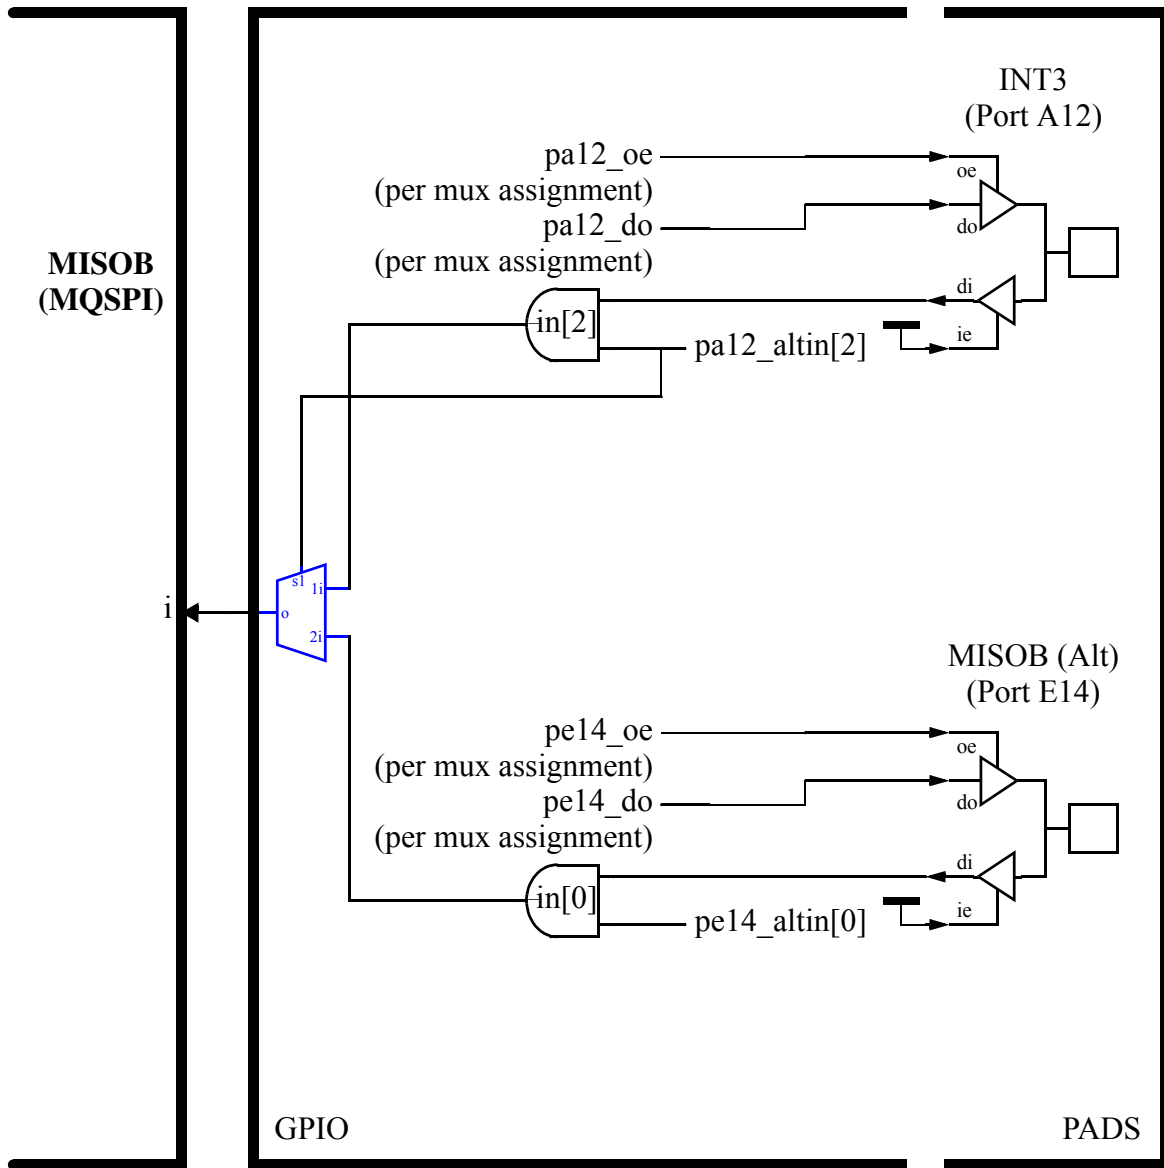 INT3
(Port A12)
pa12_oe
oe
(per mux assignment)
pa12_do
do
(per mux assignment)
MISOB
(MQSPI)
di
in[2]
pa12_altin[2]
ie
s1
1i
i
o
2i
MISOB (Alt)
(Port E14)
pe14_oe
oe
(per mux assignment)
pe14_do
do
(per mux assignment)
di
in[0]
pe14_altin[0]
ie
GPIO
PADS